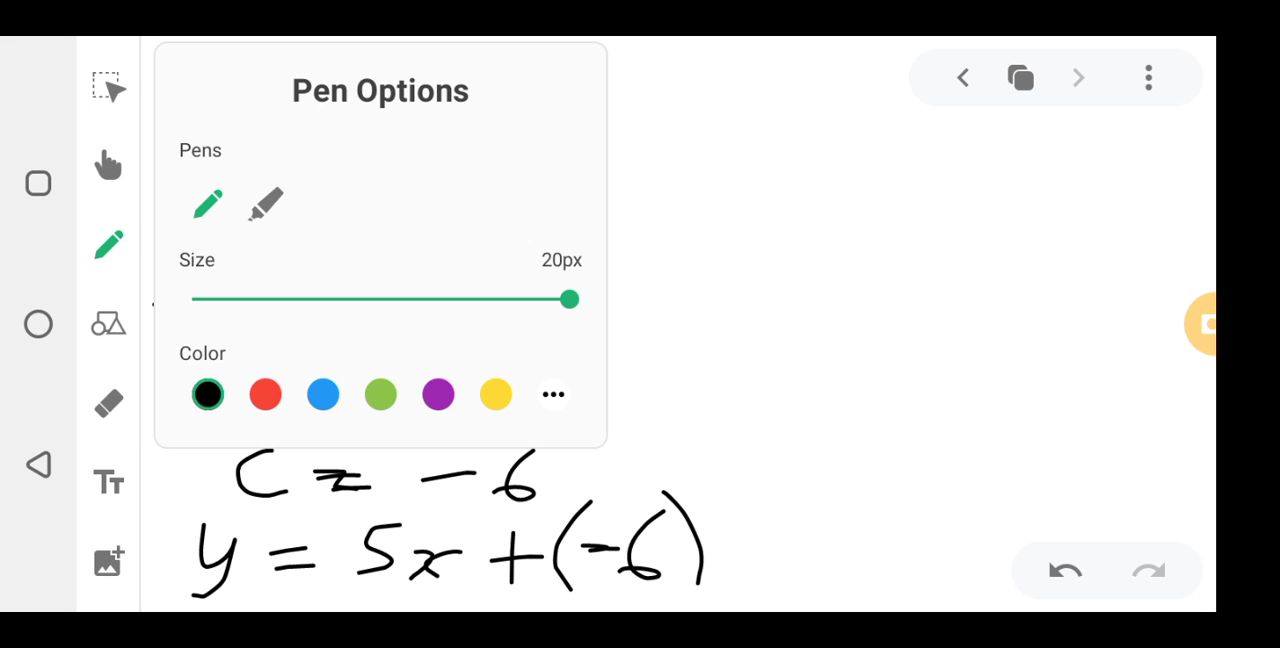 Pen Options
Pens
Size 20px
Color
C = - 6
y = 5x + (-6)